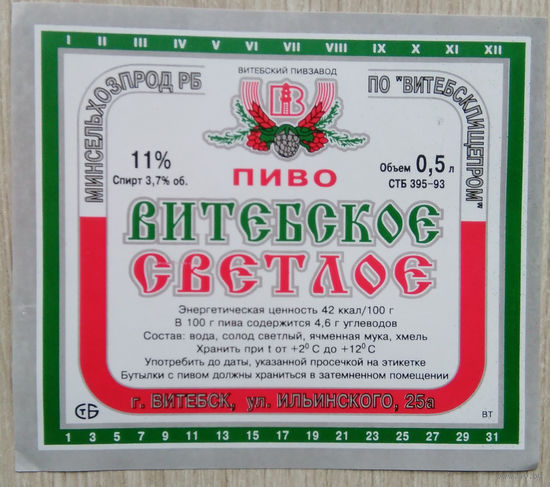 I II III IV V VI VII VIII IX X XI XII
МИНСЕЛЬХОЗПРОД РБ
ВИТЕБСКИЙ ПИВЗАВОД
ПО "ВИТЕБСКПИЩЕПРОМ"
ПВ
11%
Спирт 3,7% об.
Объем 0,5 л
СТБ 395-93
ПИВО
ВИТЕБСКОЕ
СВЕТЛОЕ
Энергетическая ценность 42 ккал/100 г
В 100 г пива содержится 4,6 г углеводов
Состав: вода, солод светлый, ячменная мука, хмель
Хранить при t от +2⁰ С до +12⁰ С
Употребить до даты, указанной просечкой на этикетке
Бутылки с пивом должны храниться в затемненном помещении
СТБ
г. ВИТЕБСК, ул. ИЛЬИНСКОГО, 25а
ВТ
1 3 5 7 9 11 13 15 17 19 21 23 25 27 29 31